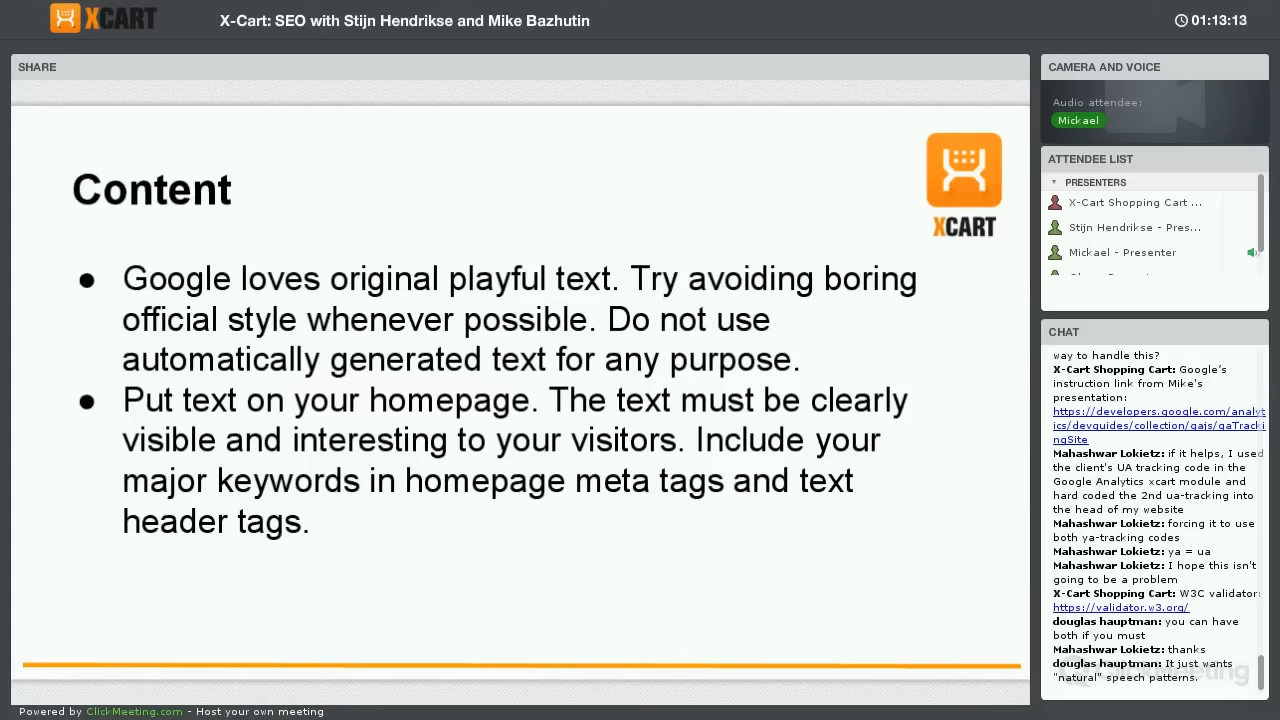 XCART
X-Cart: SEO with Stijn Hendrikse and Mike Bazhutin
01:13:13
SHARE
Content
XCART
● Google loves original playful text. Try avoiding boring
official style whenever possible. Do not use
automatically generated text for any purpose.
● Put text on your homepage. The text must be clearly
visible and interesting to your visitors. Include your
major keywords in homepage meta tags and text
header tags.
CAMERA AND VOICE
Audio attendee:
Mickael
ATTENDEE LIST
PRESENTERS
X-Cart Shopping Cart ...
Stijn Hendrikse - Pres...
Mickael - Presenter
CHAT
way to handle this?
X-Cart Shopping Cart: Google's
instruction link from Mike's
presentation:
https://developers.google.com/analyt
ics/devguides/collection/gajs/gaTracki
ngSite
Mahashwar Lokietz: if it helps, I used
the client's UA tracking code in the
Google Analytics xcart module and
hard coded the 2nd ua-tracking into
the head of my website
Mahashwar Lokietz: forcing it to use
both ya-tracking codes
Mahashwar Lokietz: ya = ua
Mahashwar Lokietz: I hope this isn't
going to be a problem
X-Cart Shopping Cart: W3C validator:
https://validator.w3.org/
douglas hauptman: you can have
both if you must
Mahashwar Lokietz: thanks
douglas hauptman: It just wants
"natural" speech patterns.
Powered by ClickMeeting.com - Host your own meeting